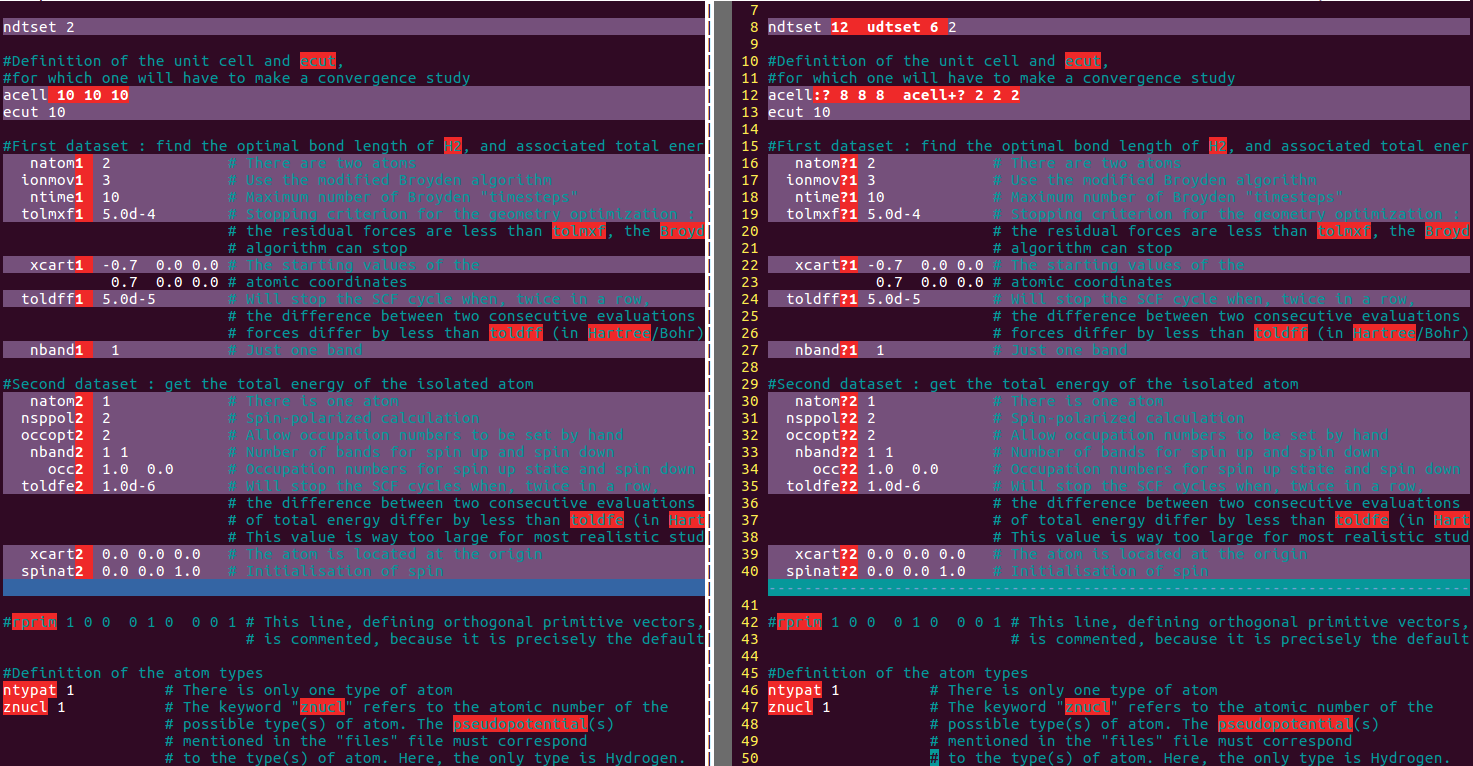 ndtset 2
#Definition of the unit cell and ecut,
#for which one will have to make a convergence study
acell 10 10 10
ecut 10
#First dataset : find the optimal bond length of H2, and associated total ener
natom1 2 # There are two atoms
ionmov1 3 # Use the modified Broyden algorithm
ntime1 10 # Maximum number of Broyden "timesteps"
tolmxf1 5.0d-4 # Stopping criterion for the geometry optimization :
# the residual forces are less than tolmxf, the Broyd
# algorithm can stop
xcart1 -0.7 0.0 0.0 # The starting values of the
0.7 0.0 0.0 # atomic coordinates
toldff1 5.0d-5 # Will stop the SCF cycle when, twice in a row,
# the difference between two consecutive evaluations
# forces differ by less than toldff (in Hartree/Bohr)
nband1 1 # Just one band
#Second dataset : get the total energy of the isolated atom
natom2 1 # There is one atom
nsppol2 2 # Spin-polarized calculation
occopt2 2 # Allow occupation numbers to be set by hand
nband2 1 1 # Number of bands for spin up and spin down
occ2 1.0 0.0 # Occupation numbers for spin up state and spin down
toldfe2 1.0d-6 # Will stop the SCF cycles when, twice in a row,
# the difference between two consecutive evaluations
# of total energy differ by less than toldfe (in Hart
# This value is way too large for most realistic stud
xcart2 0.0 0.0 0.0 # The atom is located at the origin
spinat2 0.0 0.0 1.0 # Initialisation of spin
#rprim 1 0 0 0 1 0 0 0 1 # This line, defining orthogonal primitive vectors,
# is commented, because it is precisely the default
#Definition of the atom types
ntypat 1 # There is only one type of atom
znucl 1 # The keyword "znucl" refers to the atomic number of the
# possible type(s) of atom. The pseudopotential(s)
# mentioned in the "files" file must correspond
# to the type(s) of atom. Here, the only type is Hydrogen.
7
8 ndtset 12 udtset 6 2
9
10 #Definition of the unit cell and ecut,
11 #for which one will have to make a convergence study
12 acell:? 8 8 8 acell+? 2 2 2
13 ecut 10
14
15 #First dataset : find the optimal bond length of H2, and associated total ener
16 natom?1 2 # There are two atoms
17 ionmov?1 3 # Use the modified Broyden algorithm
18 ntime?1 10 # Maximum number of Broyden "timesteps"
19 tolmxf?1 5.0d-4 # Stopping criterion for the geometry optimization :
20 # the residual forces are less than tolmxf, the Broyd
21 # algorithm can stop
22 xcart?1 -0.7 0.0 0.0 # The starting values of the
23 0.7 0.0 0.0 # atomic coordinates
24 toldff?1 5.0d-5 # Will stop the SCF cycle when, twice in a row,
25 # the difference between two consecutive evaluations
26 # forces differ by less than toldff (in Hartree/Bohr)
27 nband?1 1 # Just one band
28
29 #Second dataset : get the total energy of the isolated atom
30 natom?2 1 # There is one atom
31 nsppol?2 2 # Spin-polarized calculation
32 occopt?2 2 # Allow occupation numbers to be set by hand
33 nband?2 1 1 # Number of bands for spin up and spin down
34 occ?2 1.0 0.0 # Occupation numbers for spin up state and spin down
35 toldfe?2 1.0d-6 # Will stop the SCF cycles when, twice in a row,
36 # the difference between two consecutive evaluations
37 # of total energy differ by less than toldfe (in Hart
38 # This value is way too large for most realistic stud
39 xcart?2 0.0 0.0 0.0 # The atom is located at the origin
40 spinat?2 0.0 0.0 1.0 # Initialisation of spin
41
42 #rprim 1 0 0 0 1 0 0 0 1 # This line, defining orthogonal primitive vectors,
43 # is commented, because it is precisely the default
44
45 #Definition of the atom types
46 ntypat 1 # There is only one type of atom
47 znucl 1 # The keyword "znucl" refers to the atomic number of the
48 # possible type(s) of atom. The pseudopotential(s)
49 # mentioned in the "files" file must correspond
50 # to the type(s) of atom. Here, the only type is Hydrogen.